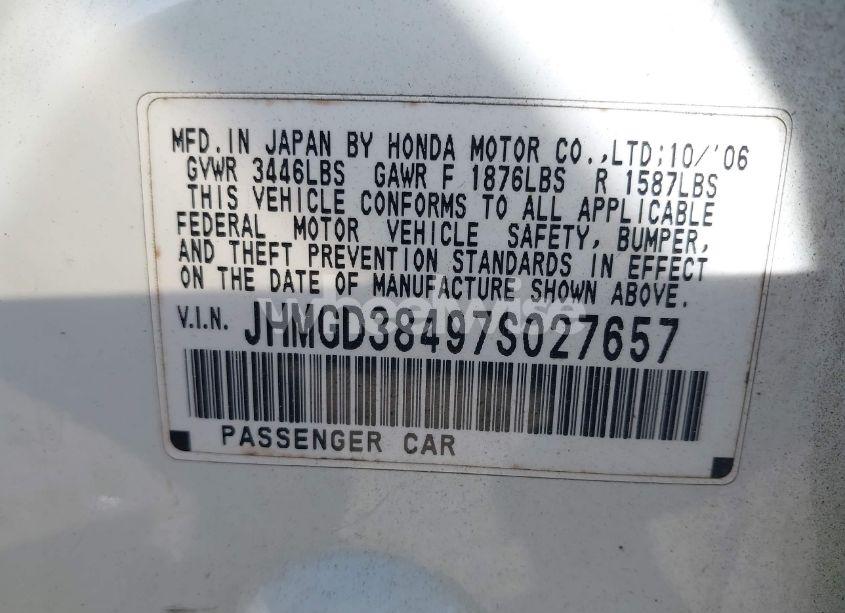 MFD.IN JAPAN BY HONDA MOTOR CO.,LTD:10/'06
GVWR 3446LBS GAWR F 1876LBS R 1587LBS
THIS VEHICLE CONFORMS TO ALL APPLICABLE
FEDERAL MOTOR VEHICLE SAFETY, BUMPER,
AND THEFT PREVENTION STANDARDS IN EFFECT
ON THE DATE OF MANUFACTURE SHOWN ABOVE.
V.I.N. JHMGD38497S027657
wheelwise
PASSENGER CAR